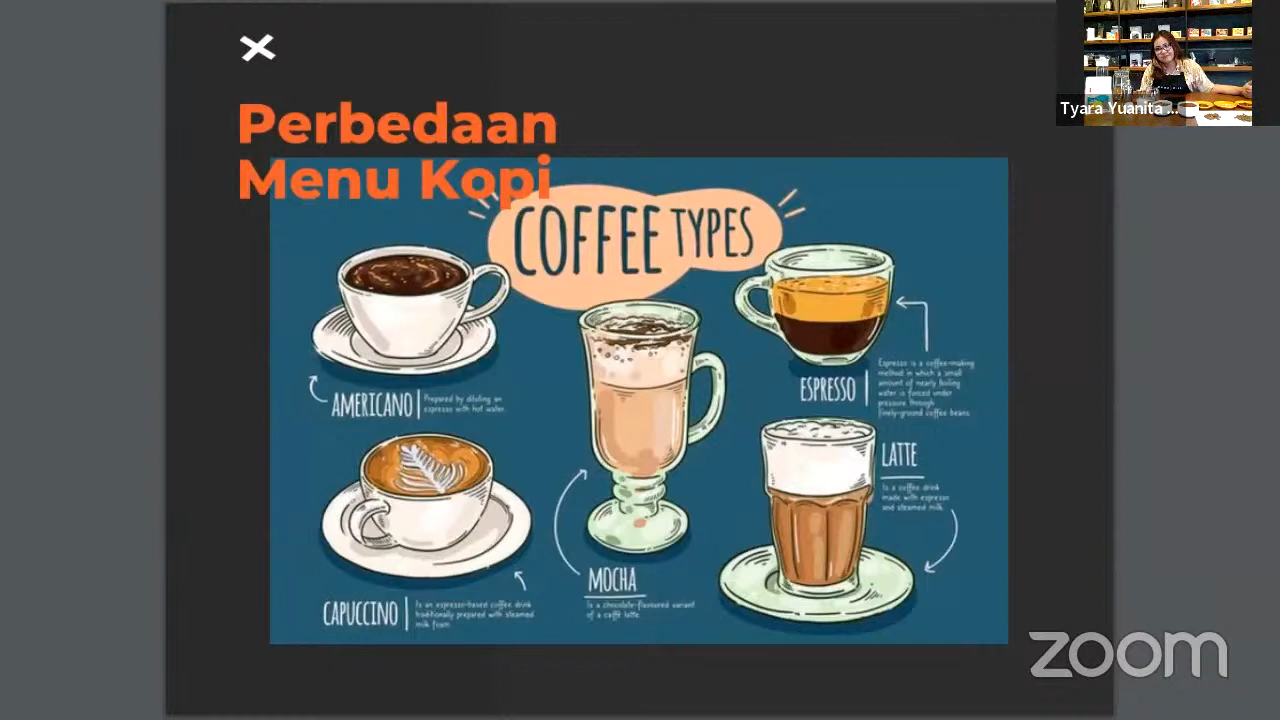 Perbedaan
Menu Kopi
COFFEE TYPES
AMERICANO
Prepared by diluting an
espresso with hot water.
ESPRESSO
Espresso is a coffee-making
method in which a small
amount of nearly boiling
water is forced under
pressure through
finely-ground coffee beans.
LATTE
Is a coffee drink
made with espresso
and steamed milk.
CAPUCCINO
Is an espresso-based coffee drink
traditionally prepared with steamed
milk foam.
MOCHA
Is a chocolate-flavoured variant
of a caffè latte.
Tyara Yuanita ...
zoom